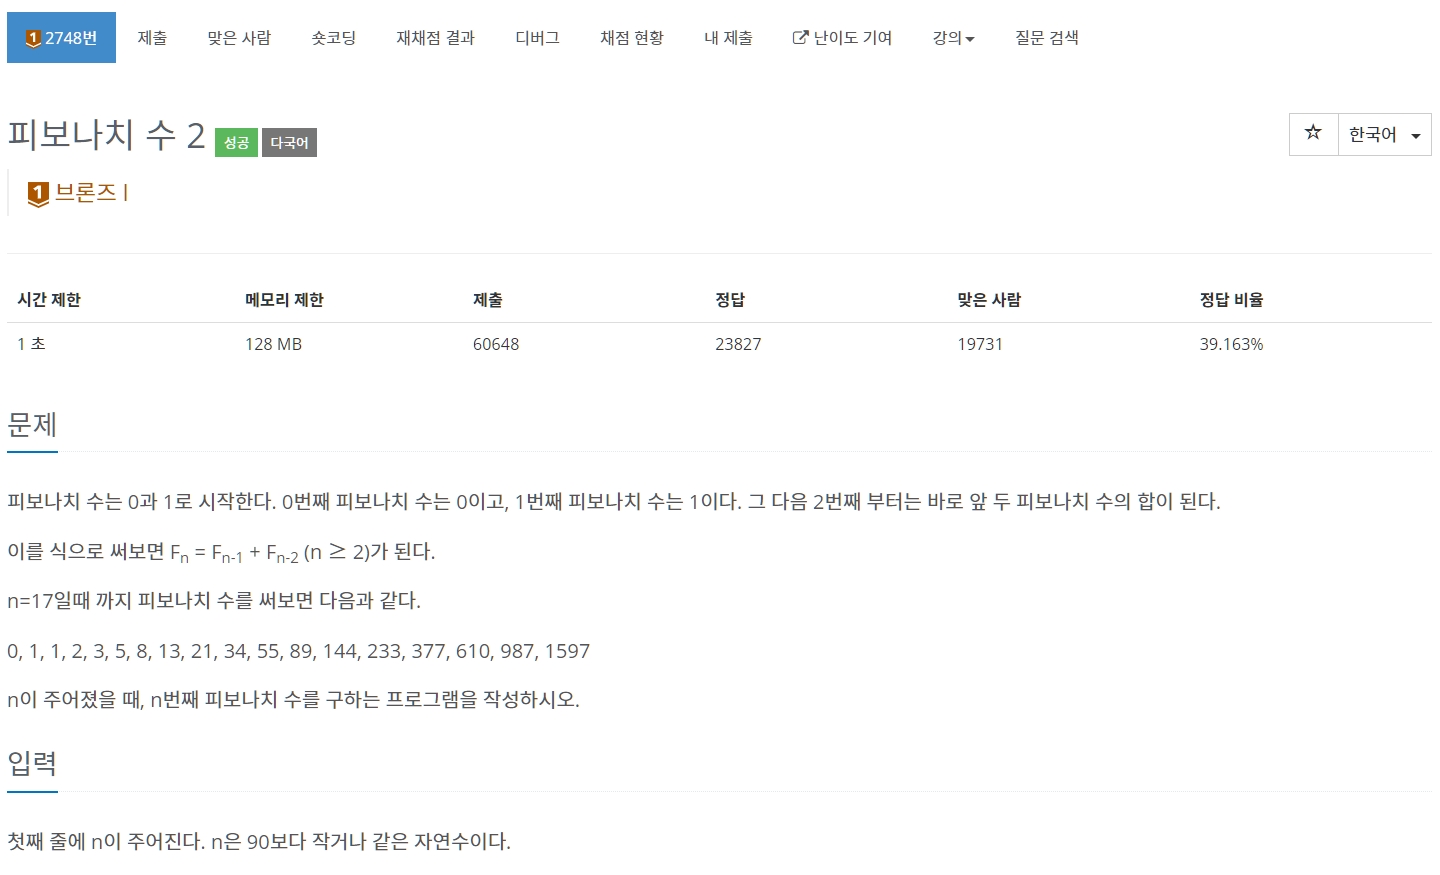 1 2748번 제출 맞은 사람 숏코딩 재채점 결과 디버그 채점 현황 내 제출 난이도 기여 강의 질문 검색
피보나치 수 2 성공 다국어 한국어
1 브론즈 I
시간 제한 메모리 제한 제출 정답 맞은 사람 정답 비율
1 초 128 MB 60648 23827 19731 39.163%
문제
피보나치 수는 0과 1로 시작한다. 0번째 피보나치 수는 0이고, 1번째 피보나치 수는 1이다. 그 다음 2번째 부터는 바로 앞 두 피보나치 수의 합이 된다.
이를 식으로 써보면 Fn = Fn-1 + Fn-2 (n ≥ 2)가 된다.
n=17일때 까지 피보나치 수를 써보면 다음과 같다.
0, 1, 1, 2, 3, 5, 8, 13, 21, 34, 55, 89, 144, 233, 377, 610, 987, 1597
n이 주어졌을 때, n번째 피보나치 수를 구하는 프로그램을 작성하시오.
입력
첫째 줄에 n이 주어진다. n은 90보다 작거나 같은 자연수이다.